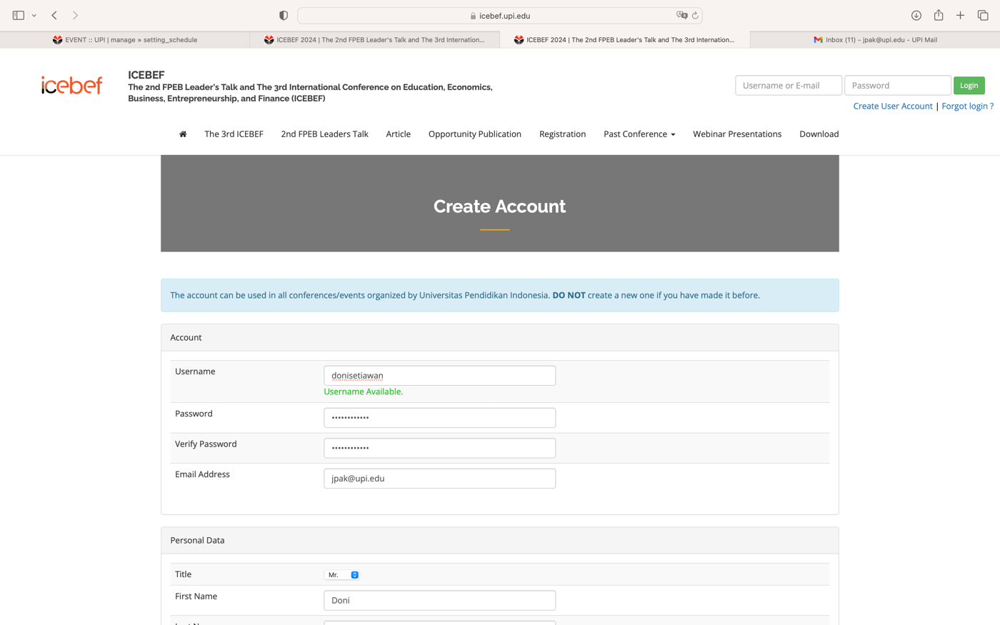 icebef.upi.edu
EVENT :: UPI | manage » setting_schedule
ICEBEF 2024 | The 2nd FPEB Leader's Talk and The 3rd Internation...
ICEBEF 2024 | The 2nd FPEB Leader's Talk and The 3rd Internation...
Inbox (11) - jpak@upi.edu - UPI Mail
icebef
ICEBEF
The 2nd FPEB Leader's Talk and The 3rd International Conference on Education, Economics,
Business, Entrepreneurship, and Finance (ICEBEF)
Username or E-mail Password Login
Create User Account | Forgot login ?
The 3rd ICEBEF 2nd FPEB Leaders Talk Article Opportunity Publication Registration Past Conference Webinar Presentations Download
Create Account
The account can be used in all conferences/events organized by Universitas Pendidikan Indonesia. DO NOT create a new one if you have made it before.
Account
Username donisetiawan
Username Available.
Password ••••••••••••
Verify Password ••••••••••••
Email Address jpak@upi.edu
Personal Data
Title Mr.
First Name Doni